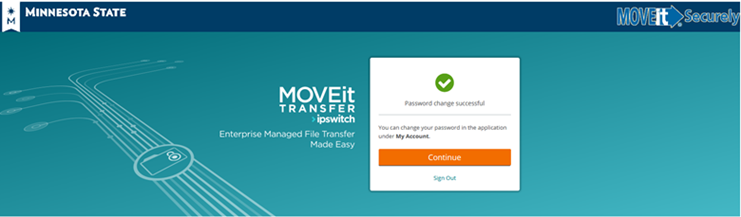 MINNESOTA STATE
M
MOVEit Securely
MOVEit
TRANSFER
ipswitch
Enterprise Managed File Transfer
Made Easy
Password change successful
You can change your password in the application
under My Account.
Continue
Sign Out